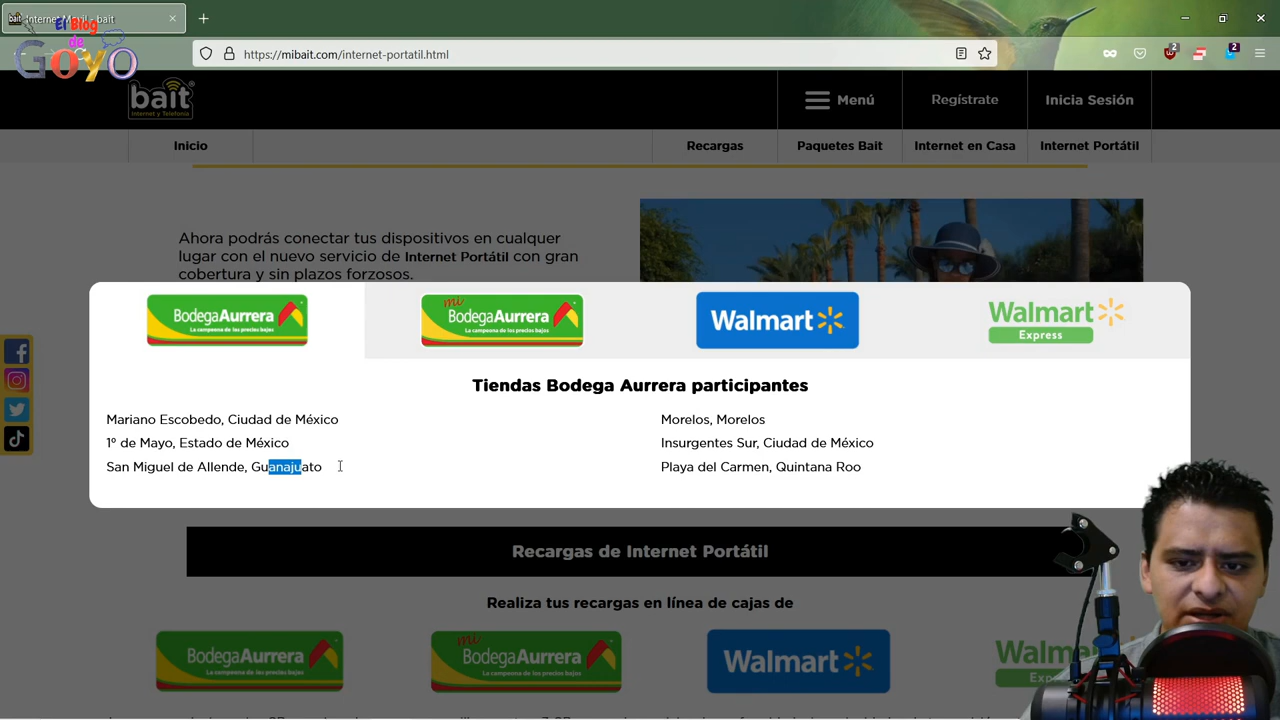 Internet Móvil - bait
El Blog
de
GOYO
https://mibait.com/internet-portatil.html
2
2
bait
Internet y Telefonía
Menú
Regístrate
Inicia Sesión
Inicio
Recargas
Paquetes Bait
Internet en Casa
Internet Portátil
Ahora podrás conectar tus dispositivos en cualquier
lugar con el nuevo servicio de Internet Portátil con gran
cobertura y sin plazos forzosos.
Bodega Aurrera
La campeona de los precios bajos
mi
Bodega Aurrera
La campeona de los precios bajos
Walmart
Walmart
Express
Tiendas Bodega Aurrera participantes
Mariano Escobedo, Ciudad de México
Morelos, Morelos
1º de Mayo, Estado de México
Insurgentes Sur, Ciudad de México
San Miguel de Allende, Guanajuato
Playa del Carmen, Quintana Roo
Recargas de Internet Portátil
Realiza tus recargas en línea de cajas de
Bodega Aurrera
La campeona de los precios bajos
mi
Bodega Aurrera
La campeona de los precios bajos
Walmart